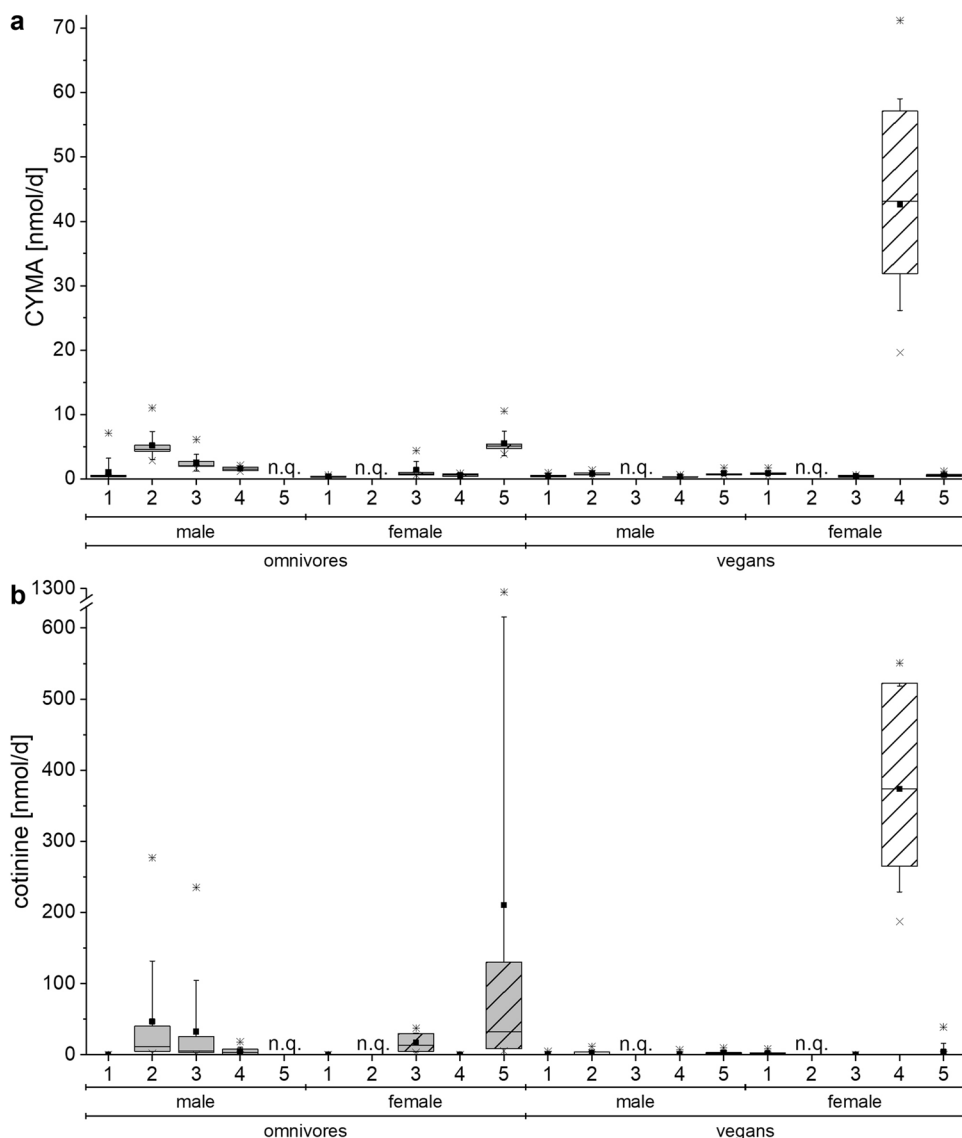 a
70
60
50
40
30
20
10
0
CYMA [nmol/d]
n.q. n.q. n.q. n.q.
1 2 3 4 5 1 2 3 4 5 1 2 3 4 5 1 2 3 4 5
male female male female
omnivores vegans
b
1300
600
500
400
300
200
100
0
cotinine [nmol/d]
n.q. n.q. n.q. n.q.
1 2 3 4 5 1 2 3 4 5 1 2 3 4 5 1 2 3 4 5
male female male female
omnivores vegans